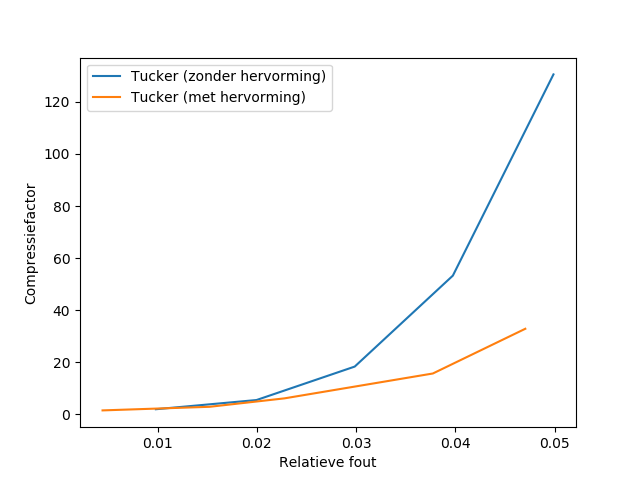 Tucker (zonder hervorming)
Tucker (met hervorming)
120
100
80
60
40
20
0
Compressiefactor
0.01 0.02 0.03 0.04 0.05
Relatieve fout